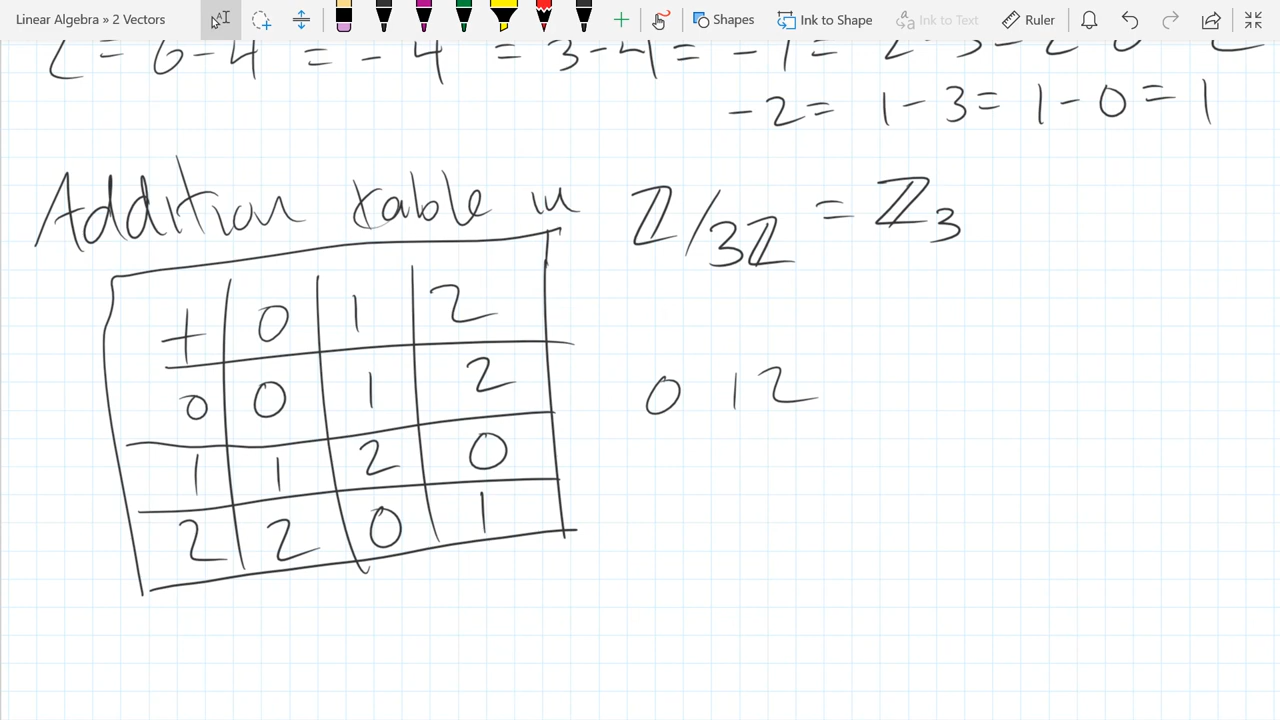 Linear Algebra » 2 Vectors
Shapes
Ink to Shape
Ink to Text
Ruler
= 6 - 4 = - 4 = 3 - 4 = - 1 =
- 2 = 1 - 3 = 1 - 0 = 1
Addition table in ℤ/3ℤ = ℤ₃
+ 0 1 2
0 0 1 2
1 1 2 0
2 2 0 1
0 1 2